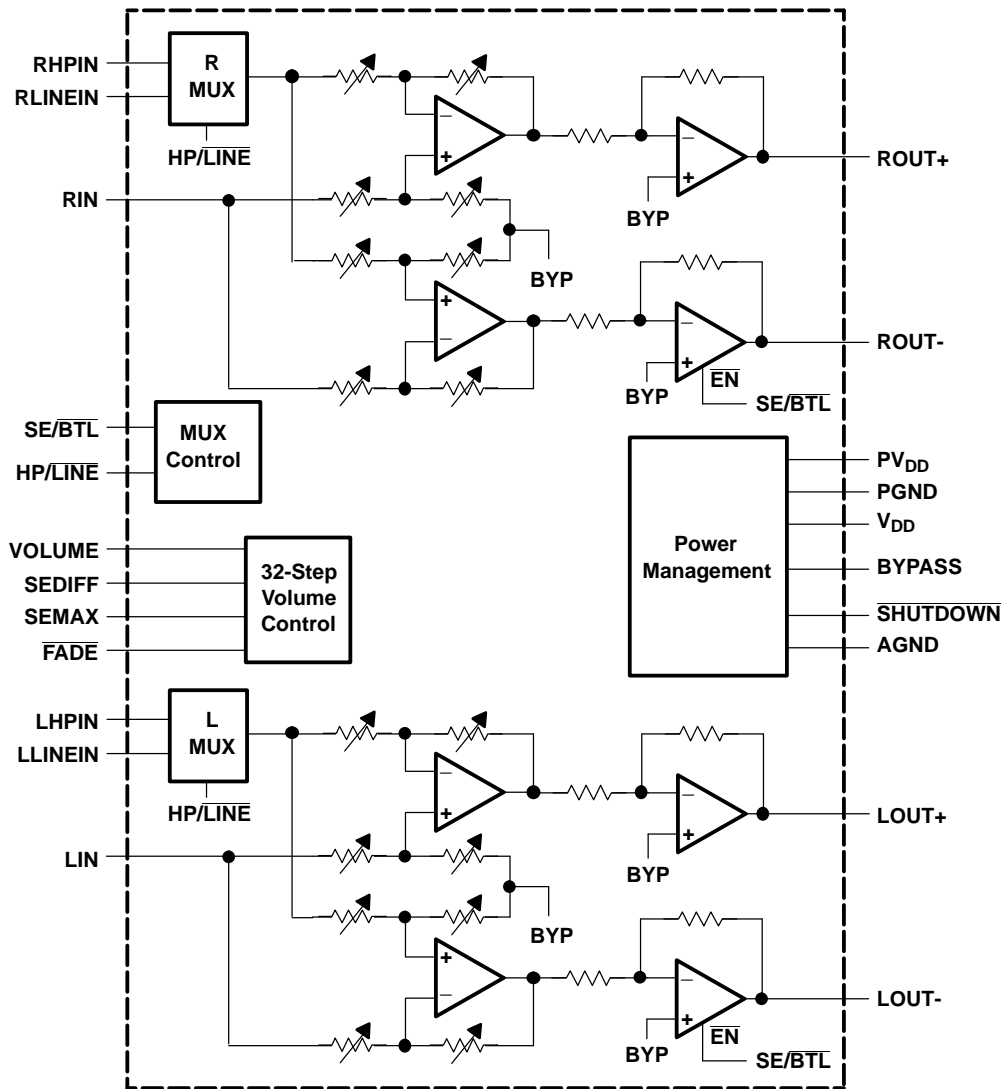 RHPIN
RLINEIN
R
MUX
HP/LINE
RIN
−
+
−
+
BYP
ROUT+
BYP
+
−
−
+
BYP
EN
SE/BTL
ROUT-
SE/BTL
HP/LINE
MUX
Control
VOLUME
SEDIFF
SEMAX
FADE
32-Step
Volume
Control
Power
Management
PVDD
PGND
VDD
BYPASS
SHUTDOWN
AGND
LHPIN
LLINEIN
L
MUX
HP/LINE
LIN
−
+
−
+
BYP
LOUT+
BYP
+
−
−
+
BYP
EN
SE/BTL
LOUT-